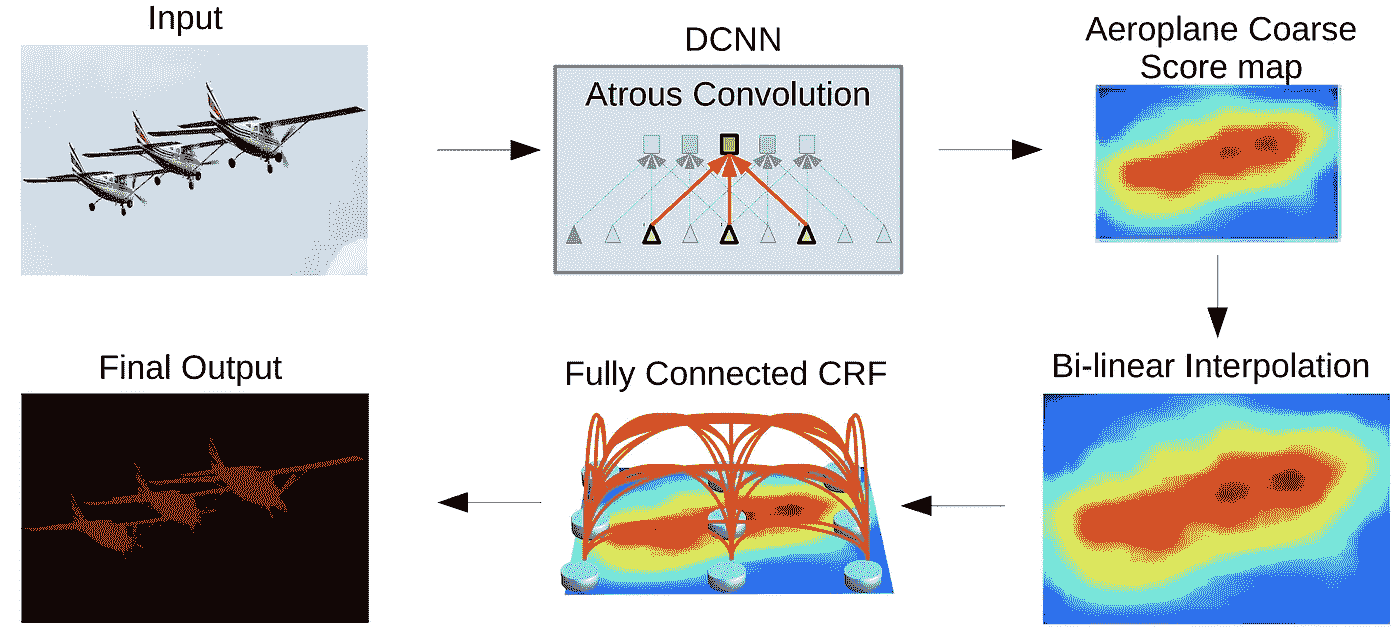 Input
DCNN
Atrous Convolution
Aeroplane Coarse
Score map
Final Output
Fully Connected CRF
Bi-linear Interpolation